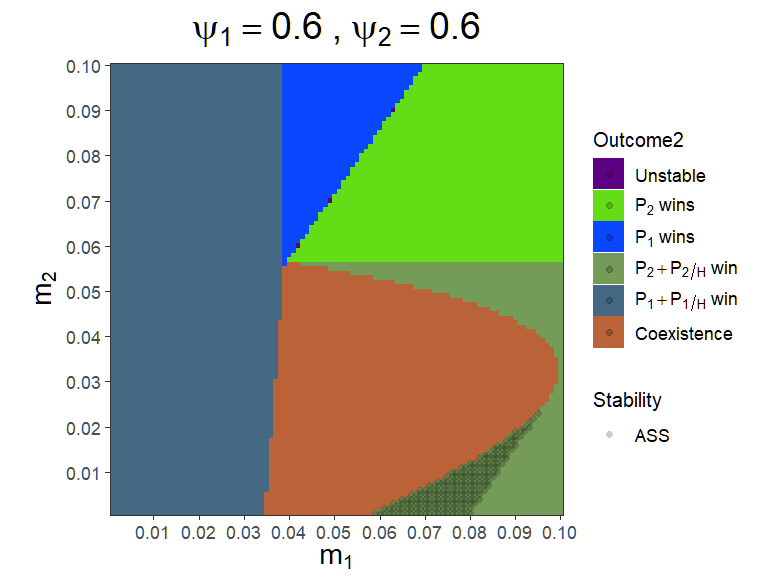 ψ₁ = 0.6 , ψ₂ = 0.6
0.10
0.09
0.08
0.07
0.06
0.05
0.04
0.03
0.02
0.01
m₂
0.01 0.02 0.03 0.04 0.05 0.06 0.07 0.08 0.09 0.10
m₁
Outcome2
Unstable
P₂ wins
P₁ wins
P₂+P₂/H win
P₁+P₁/H win
Coexistence
Stability
ASS